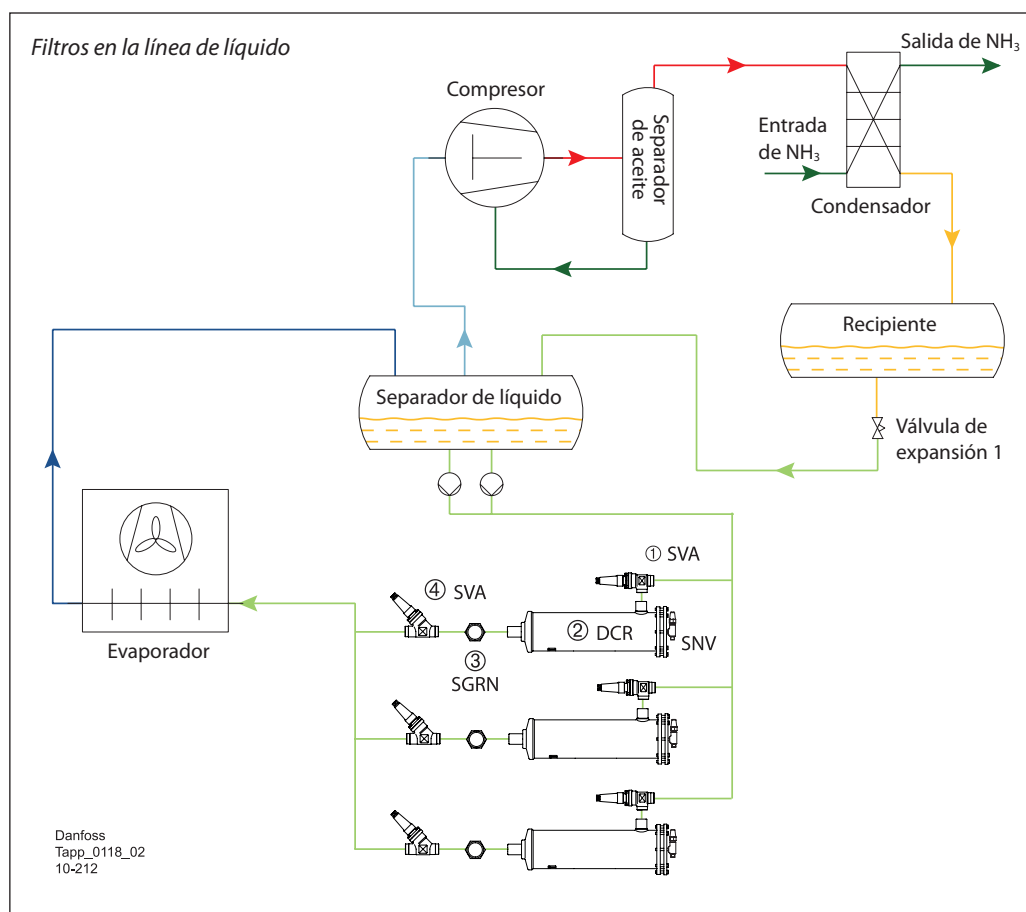 Filtros en la línea de líquido
Salida de NH₃
Compresor
Separador
de aceite
Entrada
de NH₃
Condensador
Recipiente
Separador de líquido
Válvula de
expansión 1
① SVA
④ SVA
② DCR
SNV
③
SGRN
Evaporador
Danfoss
Tapp_0118_02
10-212